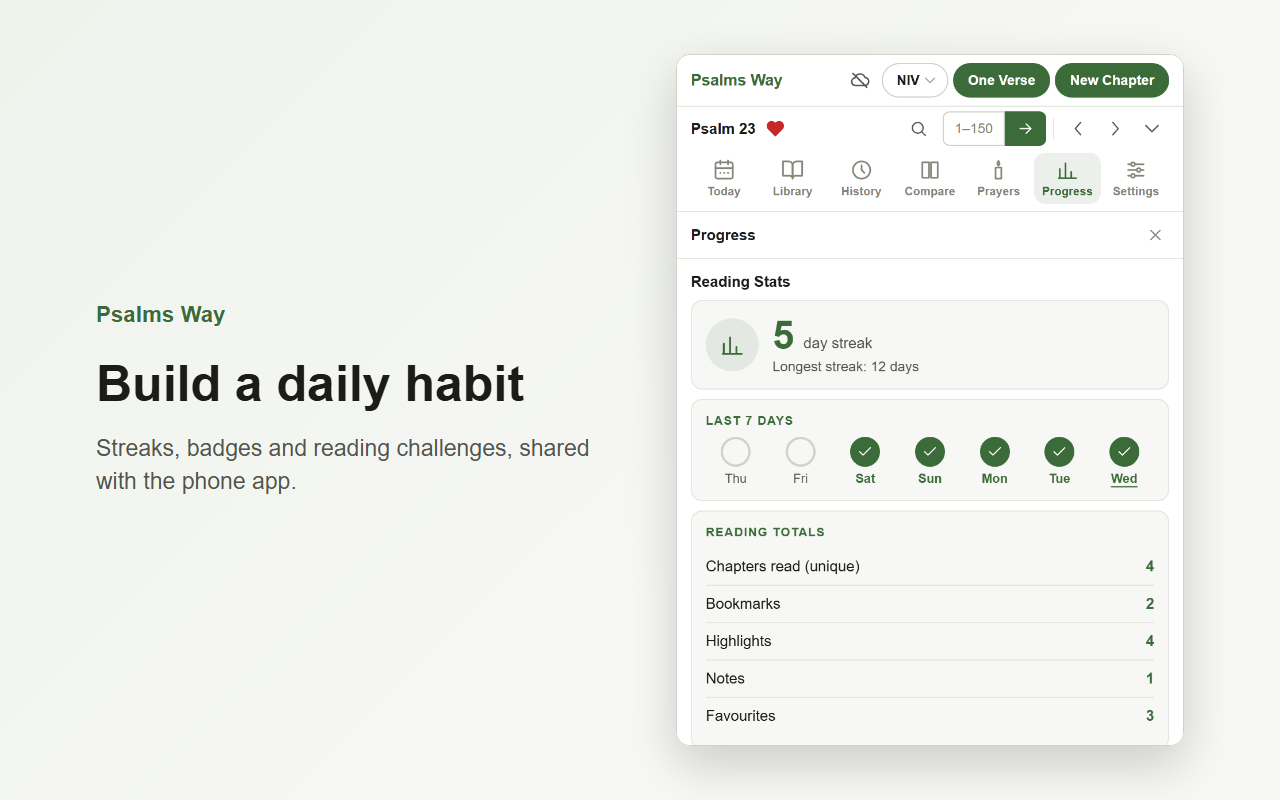 Psalms Way
Build a daily habit
Streaks, badges and reading challenges, shared
with the phone app.
Psalms Way
NIV
One Verse
New Chapter
Psalm 23
1–150
Today
Library
History
Compare
Prayers
Progress
Settings
Progress
Reading Stats
5 day streak
Longest streak: 12 days
LAST 7 DAYS
Thu
Fri
Sat
Sun
Mon
Tue
Wed
READING TOTALS
Chapters read (unique) 4
Bookmarks 2
Highlights 4
Notes 1
Favourites 3